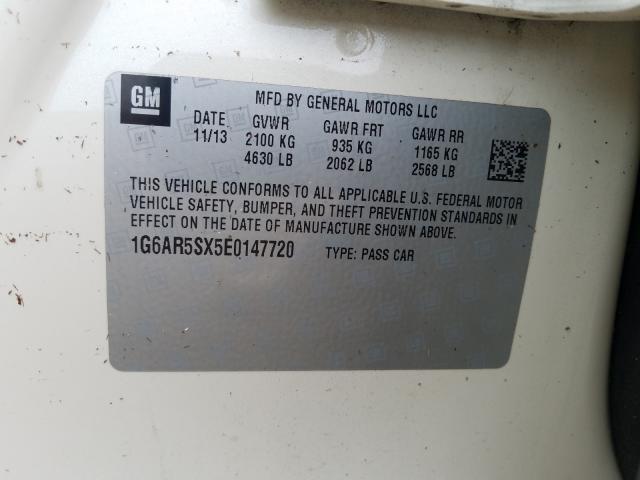 GM
MFD BY GENERAL MOTORS LLC
DATE GVWR GAWR FRT GAWR RR
11/13 2100 KG 935 KG 1165 KG
4630 LB 2062 LB 2568 LB
THIS VEHICLE CONFORMS TO ALL APPLICABLE U.S. FEDERAL MOTOR
VEHICLE SAFETY, BUMPER, AND THEFT PREVENTION STANDARDS IN
EFFECT ON THE DATE OF MANUFACTURE SHOWN ABOVE.
1G6AR5SX5E0147720 TYPE: PASS CAR